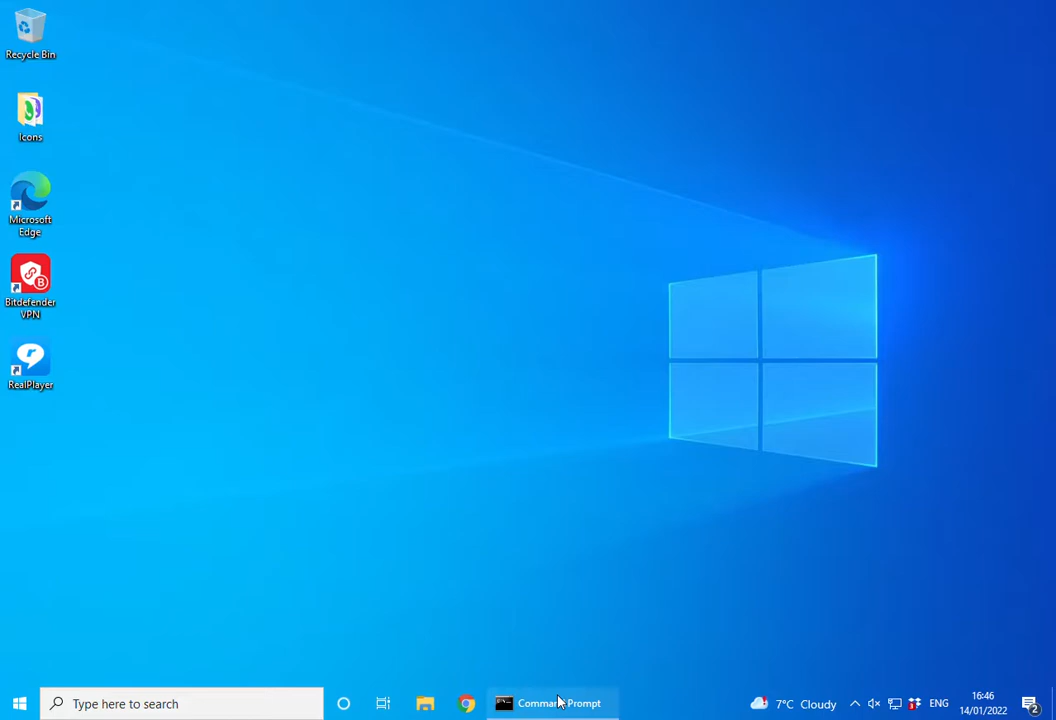 Recycle Bin
Icons
Microsoft
Edge
Bitdefender
VPN
RealPlayer
Type here to search
Command Prompt
7°C Cloudy
ENG
16:46
14/01/2022
2